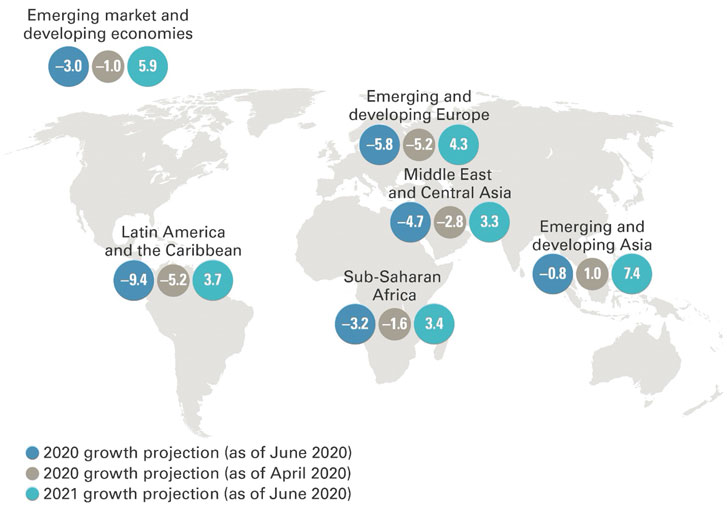 Emerging market and
developing economies
–3.0 –1.0 5.9
Emerging and
developing Europe
–5.8 –5.2 4.3
Middle East
and Central Asia
–4.7 –2.8 3.3
Latin America
and the Caribbean
–9.4 –5.2 3.7
Emerging and
developing Asia
–0.8 1.0 7.4
Sub-Saharan
Africa
–3.2 –1.6 3.4
2020 growth projection (as of June 2020)
2020 growth projection (as of April 2020)
2021 growth projection (as of June 2020)